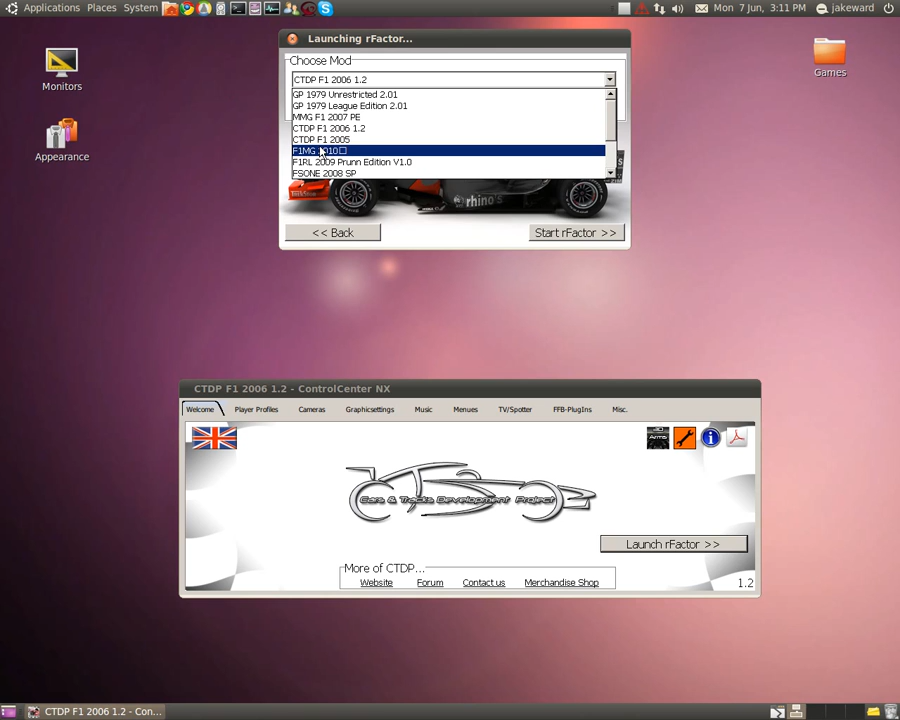 Applications Places System
Mon 7 Jun, 3:11 PM jakeward
Monitors
Appearance
Games
Launching rFactor...
Choose Mod
CTDP F1 2006 1.2
GP 1979 Unrestricted 2.01
GP 1979 League Edition 2.01
MMG F1 2007 PE
CTDP F1 2006 1.2
CTDP F1 2005
F1MG
F1RL 2009 Prunn Edition V1.0
FSONE 2008 SP
rhino's
<< Back
Start rFactor >>
CTDP F1 2006 1.2 - ControlCenter NX
Welcome Player Profiles Cameras Graphicsettings Music Menues TV/Spotter FFB-PlugIns Misc.
Arms
Cars & Tracks Development Project
Launch rFactor >>
More of CTDP...
Website Forum Contact us Merchandise Shop
1.2
CTDP F1 2006 1.2 - Con...